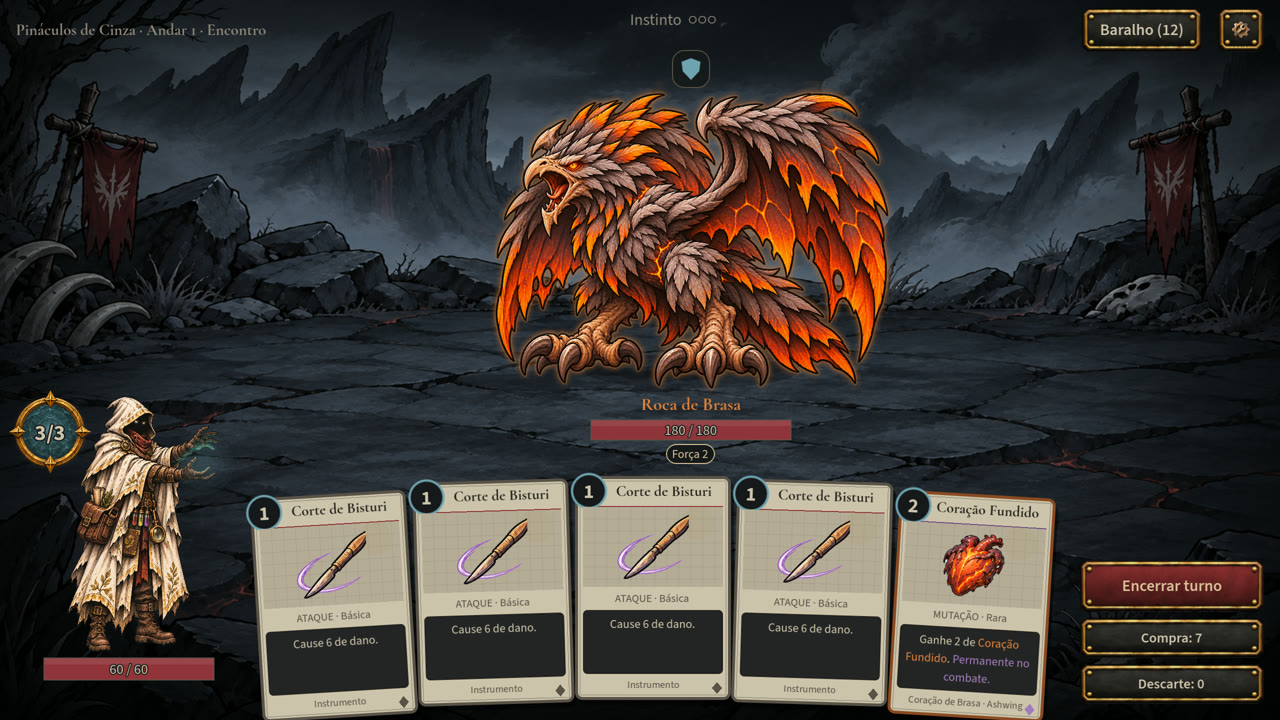 Pináculos de Cinza · Andar 1 · Encontro
Instinto
Baralho (12)
3/3
Roca de Brasa
180 / 180
Força 2
60 / 60
1
Corte de Bisturi
ATAQUE · Básica
Cause 6 de dano.
Instrumento
1
Corte de Bisturi
ATAQUE · Básica
Cause 6 de dano.
Instrumento
1
Corte de Bisturi
ATAQUE · Básica
Cause 6 de dano.
Instrumento
1
Corte de Bisturi
ATAQUE · Básica
Cause 6 de dano.
Instrumento
2
Coração Fundido
MUTAÇÃO · Rara
Ganhe 2 de Coração
Fundido. Permanente no
combate.
Coração de Brasa · Ashwing
Encerrar turno
Compra: 7
Descarte: 0